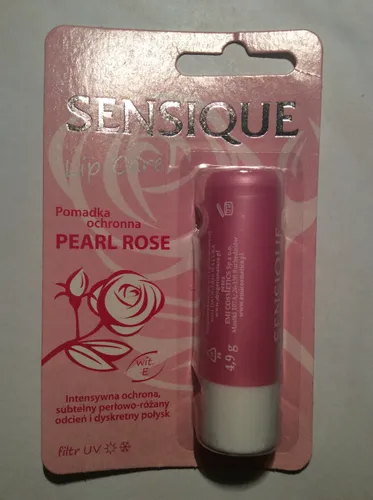 SENSIQUE
Lip Care
Pomadka
ochronna
PEARL ROSE
wit.
E
Intensywna ochrona,
subtelny perłowo-różany
odcień i dyskretny połysk.
filtr UV
SENSIQUE
4,9 g